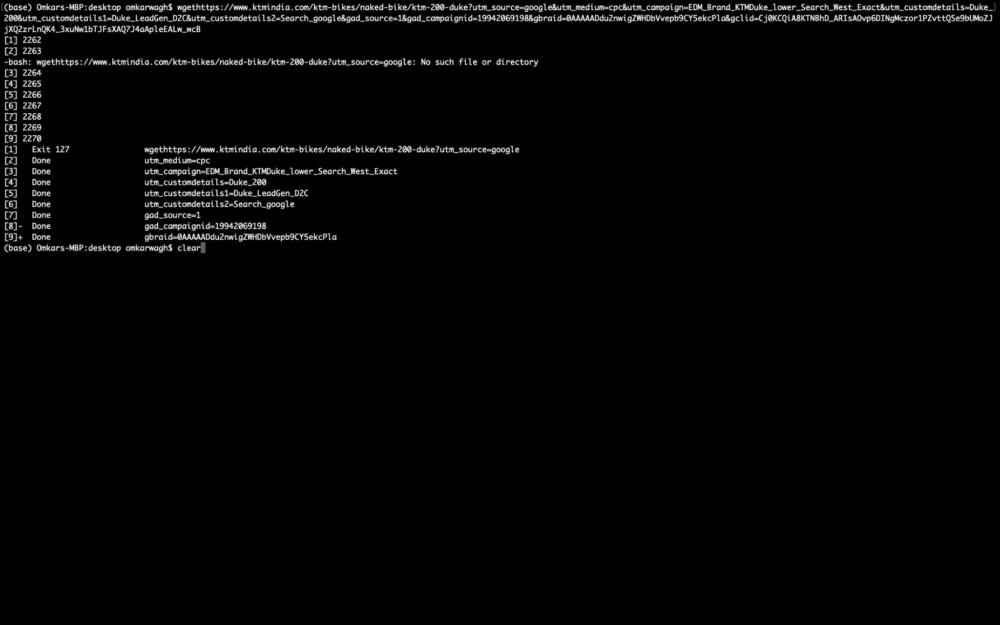 (base) Omkars-MBP:desktop omkarwagh$ wgethttps://www.ktmindia.com/ktm-bikes/naked-bike/ktm-200-duke?utm_source=google&utm_medium=cpc&utm_campaign=EDM_Brand_KTMDuke_lower_Search_West_Exact&utm_customdetails=Duke_
200&utm_customdetails1=Duke_LeadGen_D2C&utm_customdetails2=Search_google&gad_source=1&gad_campaignid=19942069198&gbraid=0AAAAADdu2nwigZWHDbVvepb9CY5ekcPla&gclid=Cj0KCQiA8KTNBhD_ARIsAOvp6DINgMczor1PZvttQSe9bUMoZJ
jXQ2zrLnQK4_3xuNw1bTJFsXAQ7J4aApleEALw_wcB
[1] 2262
[2] 2263
-bash: wgethttps://www.ktmindia.com/ktm-bikes/naked-bike/ktm-200-duke?utm_source=google: No such file or directory
[3] 2264
[4] 2265
[5] 2266
[6] 2267
[7] 2268
[8] 2269
[9] 2270
[1]   Exit 127                wgethttps://www.ktmindia.com/ktm-bikes/naked-bike/ktm-200-duke?utm_source=google
[2]   Done                    utm_medium=cpc
[3]   Done                    utm_campaign=EDM_Brand_KTMDuke_lower_Search_West_Exact
[4]   Done                    utm_customdetails=Duke_200
[5]   Done                    utm_customdetails1=Duke_LeadGen_D2C
[6]   Done                    utm_customdetails2=Search_google
[7]   Done                    gad_source=1
[8]-  Done                    gad_campaignid=19942069198
[9]+  Done                    gbraid=0AAAAADdu2nwigZWHDbVvepb9CY5ekcPla
(base) Omkars-MBP:desktop omkarwagh$ clear